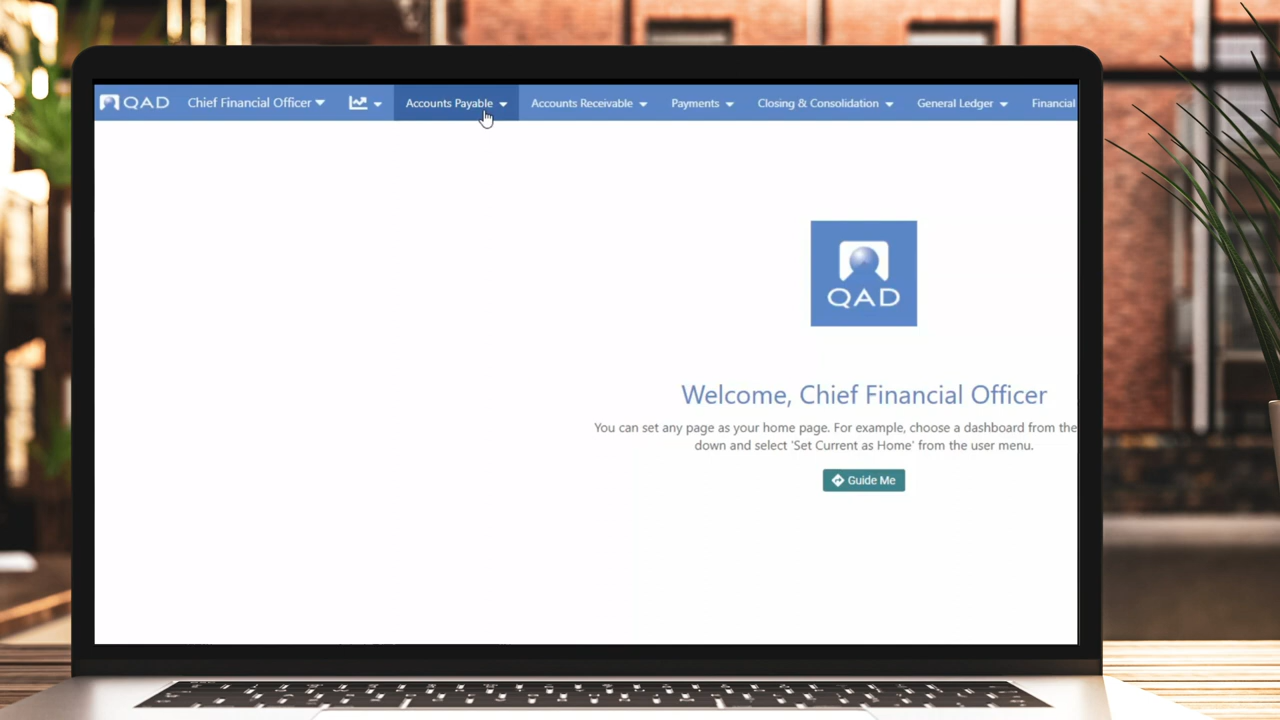 QAD Chief Financial Officer Accounts Payable Accounts Receivable Payments Closing & Consolidation General Ledger Financial
QAD
Welcome, Chief Financial Officer
You can set any page as your home page. For example, choose a dashboard from the
down and select 'Set Current as Home' from the user menu.
Guide Me